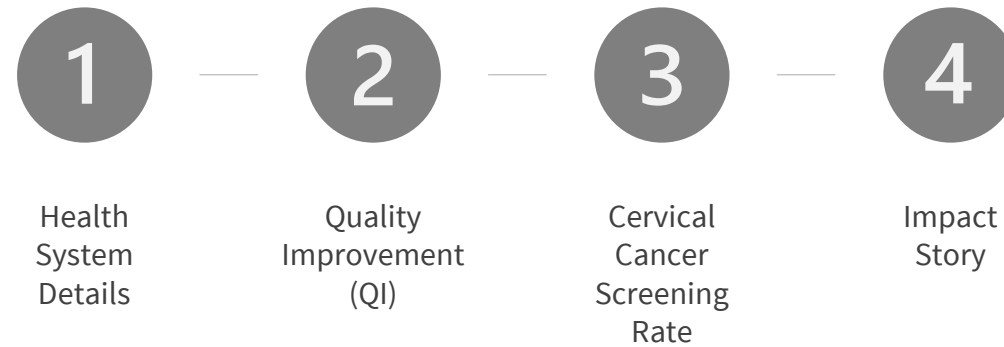 1
2
3
4
Health
System
Details
Quality
Improvement
(QI)
Cervical
Cancer
Screening
Rate
Impact
Story